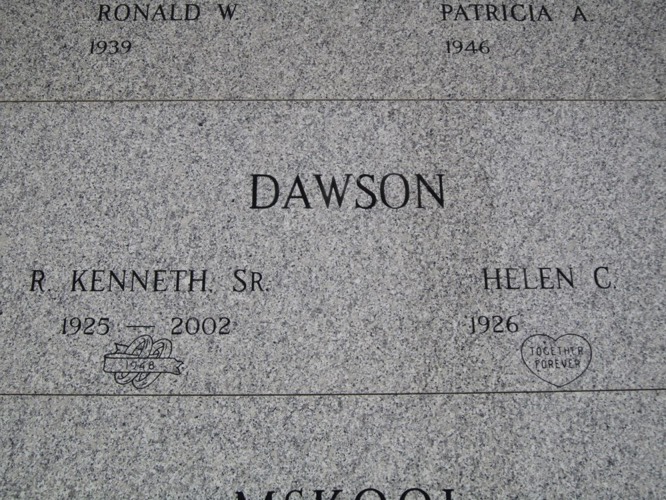 RONALD W. PATRICIA A.
1939 1946
DAWSON
R. KENNETH, SR. HELEN C.
1925 — 2002 1926
1948
TOGETHER
FOREVER